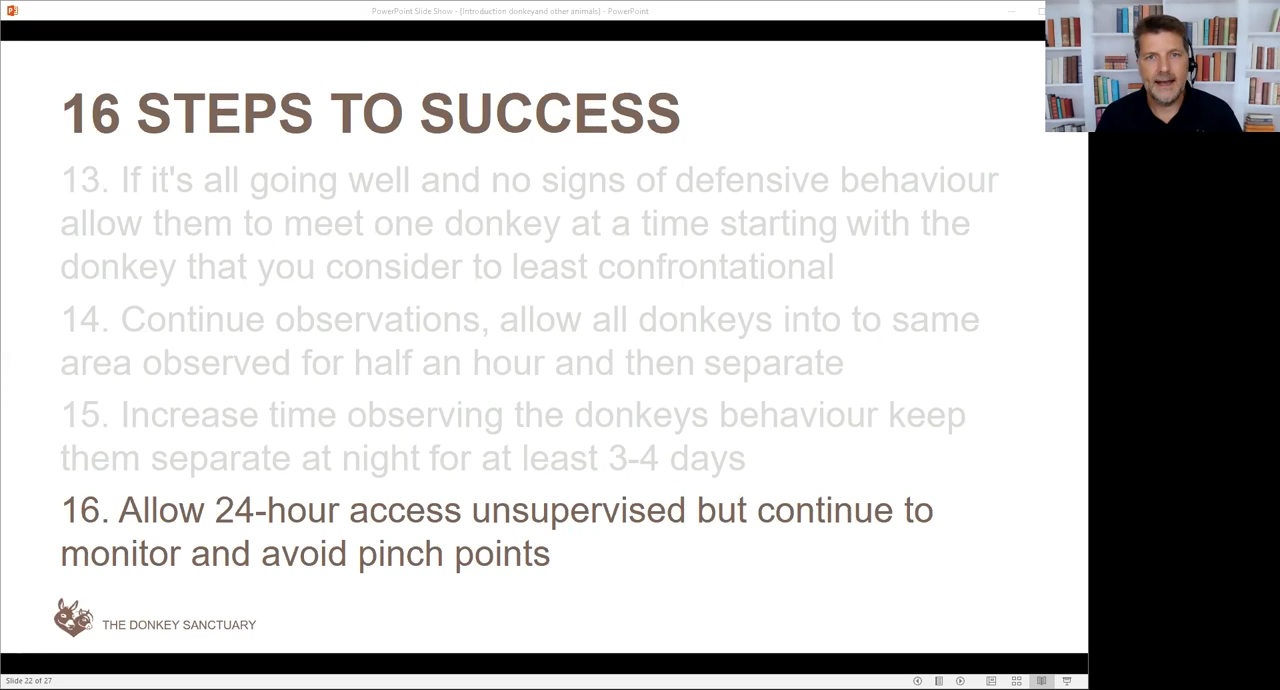 PowerPoint Slide Show - [Introduction donkeyand other animals] - PowerPoint
16 STEPS TO SUCCESS
13. If it's all going well and no signs of defensive behaviour
allow them to meet one donkey at a time starting with the
donkey that you consider to least confrontational
14. Continue observations, allow all donkeys into to same
area observed for half an hour and then separate
15. Increase time observing the donkeys behaviour keep
them separate at night for at least 3-4 days
16. Allow 24-hour access unsupervised but continue to
monitor and avoid pinch points
THE DONKEY SANCTUARY
Slide 22 of 27